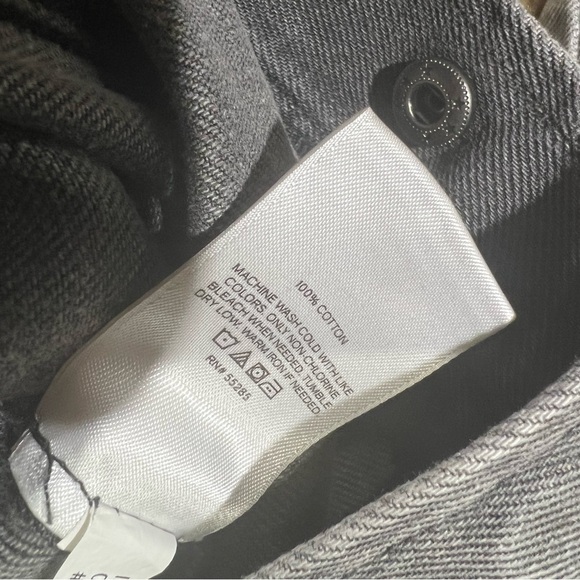 100% COTTON
MACHINE WASH COLD WITH LIKE
COLORS. ONLY NON-CHLORINE
BLEACH WHEN NEEDED. TUMBLE
DRY LOW. WARM IRON IF NEEDED
RN# 55285